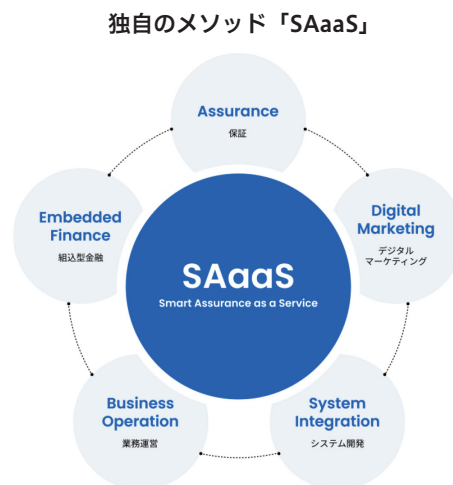 独自のメソッド「SAaaS」
Assurance
保証
Embedded
Finance
組込型金融
Digital
Marketing
デジタル
マーケティング
SAaaS
Smart Assurance as a Service
Business
Operation
業務運営
System
Integration
システム開発